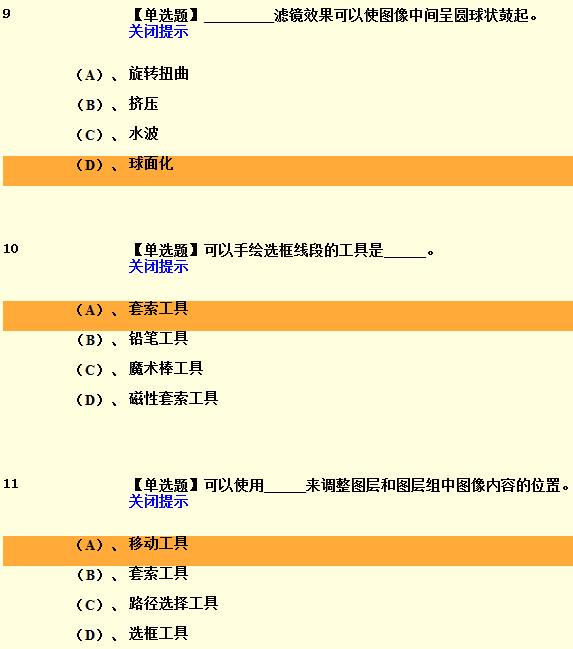 9 【单选题】__________滤镜效果可以使图像中间呈圆球状鼓起。
关闭提示
（A）、 旋转扭曲
（B）、 挤压
（C）、 水波
（D）、 球面化
10 【单选题】可以手绘选框线段的工具是______。
关闭提示
（A）、 套索工具
（B）、 铅笔工具
（C）、 魔术棒工具
（D）、 磁性套索工具
11 【单选题】可以使用______来调整图层和图层组中图像内容的位置。
关闭提示
（A）、 移动工具
（B）、 套索工具
（C）、 路径选择工具
（D）、 选框工具